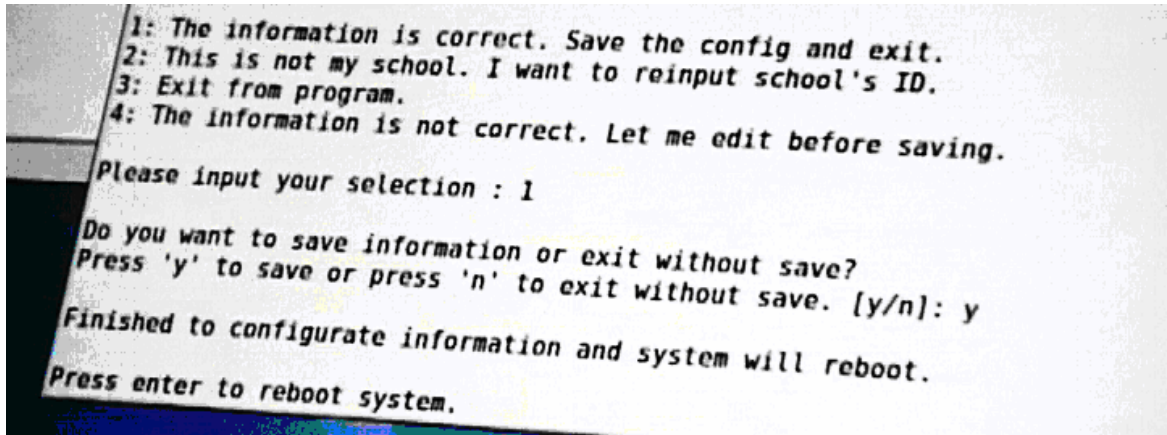 1: The information is correct. Save the config and exit.
2: This is not my school. I want to reinput school's ID.
3: Exit from program.
4: The information is not correct. Let me edit before saving.
Please input your selection : 1
Do you want to save information or exit without save?
Press 'y' to save or press 'n' to exit without save. [y/n]: y
Finished to configurate information and system will reboot.
Press enter to reboot system.